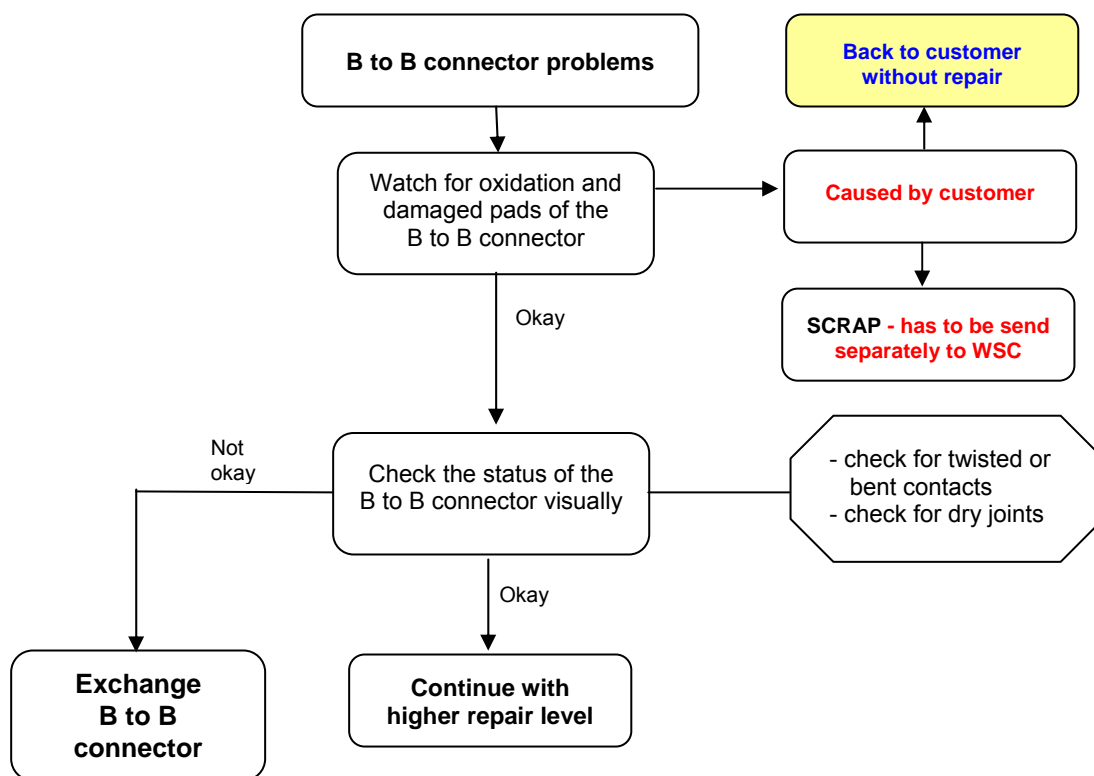 B to B connector problems
Back to customer
without repair
Watch for oxidation and
damaged pads of the
B to B connector
Caused by customer
Okay
SCRAP - has to be send
separately to WSC
Not
okay
Check the status of the
B to B connector visually
- check for twisted or
bent contacts
- check for dry joints
Okay
Exchange
B to B
connector
Continue with
higher repair level